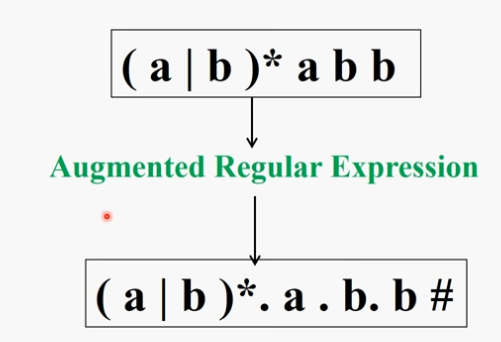 ( a | b )* a b b
Augmented Regular Expression
( a | b )*. a . b. b #